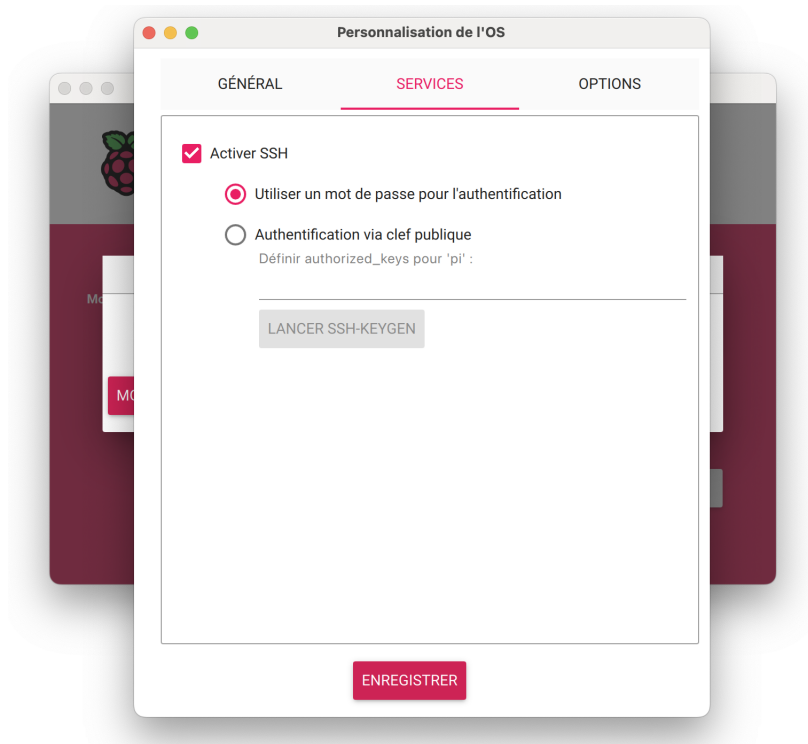 Personnalisation de l'OS
GÉNÉRAL SERVICES OPTIONS
Activer SSH
Utiliser un mot de passe pour l'authentification
Authentification via clef publique
Définir authorized_keys pour 'pi' :
LANCER SSH-KEYGEN
ENREGISTRER